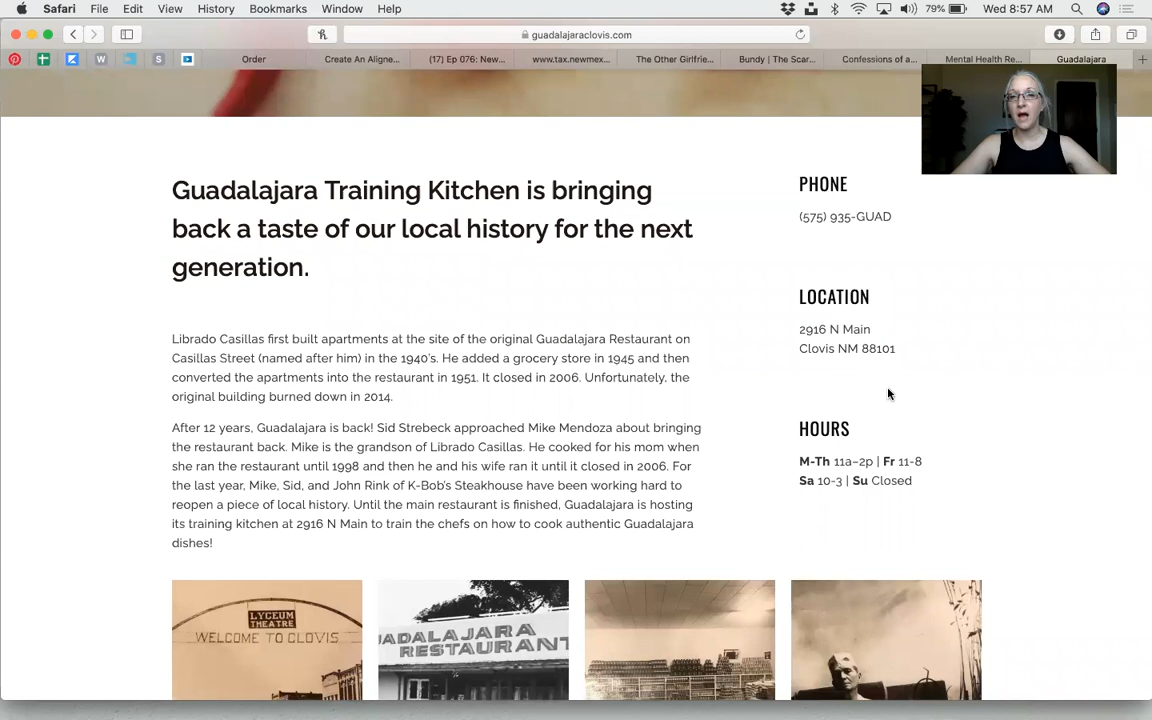 Safari File Edit View History Bookmarks Window Help 79% Wed 8:57 AM
guadalajaraclovis.com
W S Order Create An Aligne... (17) Ep 076: New... www.tax.newmex... The Other Girlfrie... Bundy | The Scar... Confessions of a... Mental Health Re... Guadalajara
Guadalajara Training Kitchen is bringing
back a taste of our local history for the next
generation.
Librado Casillas first built apartments at the site of the original Guadalajara Restaurant on
Casillas Street (named after him) in the 1940's. He added a grocery store in 1945 and then
converted the apartments into the restaurant in 1951. It closed in 2006. Unfortunately, the
original building burned down in 2014.
After 12 years, Guadalajara is back! Sid Strebeck approached Mike Mendoza about bringing
the restaurant back. Mike is the grandson of Librado Casillas. He cooked for his mom when
she ran the restaurant until 1998 and then he and his wife ran it until it closed in 2006. For
the last year, Mike, Sid, and John Rink of K-Bob's Steakhouse have been working hard to
reopen a piece of local history. Until the main restaurant is finished, Guadalajara is hosting
its training kitchen at 2916 N Main to train the chefs on how to cook authentic Guadalajara
dishes!
PHONE
(575) 935-GUAD
LOCATION
2916 N Main
Clovis NM 88101
HOURS
M-Th 11a–2p | Fr 11-8
Sa 10-3 | Su Closed
LYCEUM
THEATRE
WELCOME TO CLOVIS
UADALAJARA
RESTAURANT